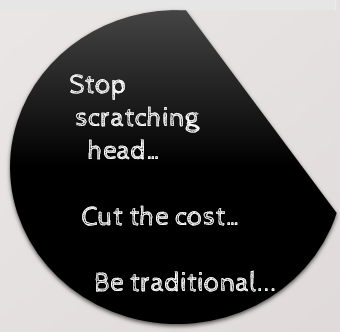 Stop
scratching
head...
Cut the cost...
Be traditional...